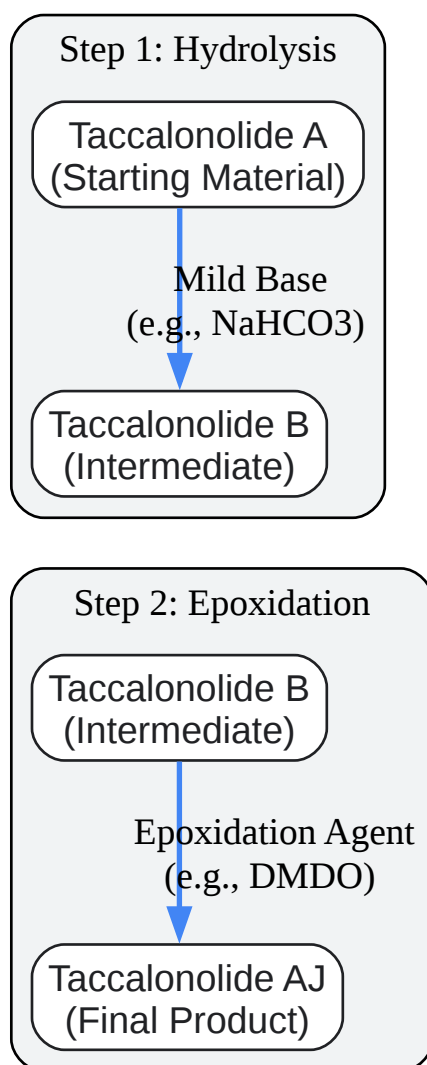 Step 1: Hydrolysis
Taccalonolide A
(Starting Material)
Mild Base
(e.g., NaHCO3)
Taccalonolide B
(Intermediate)
Step 2: Epoxidation
Taccalonolide B
(Intermediate)
Epoxidation Agent
(e.g., DMDO)
Taccalonolide AJ
(Final Product)